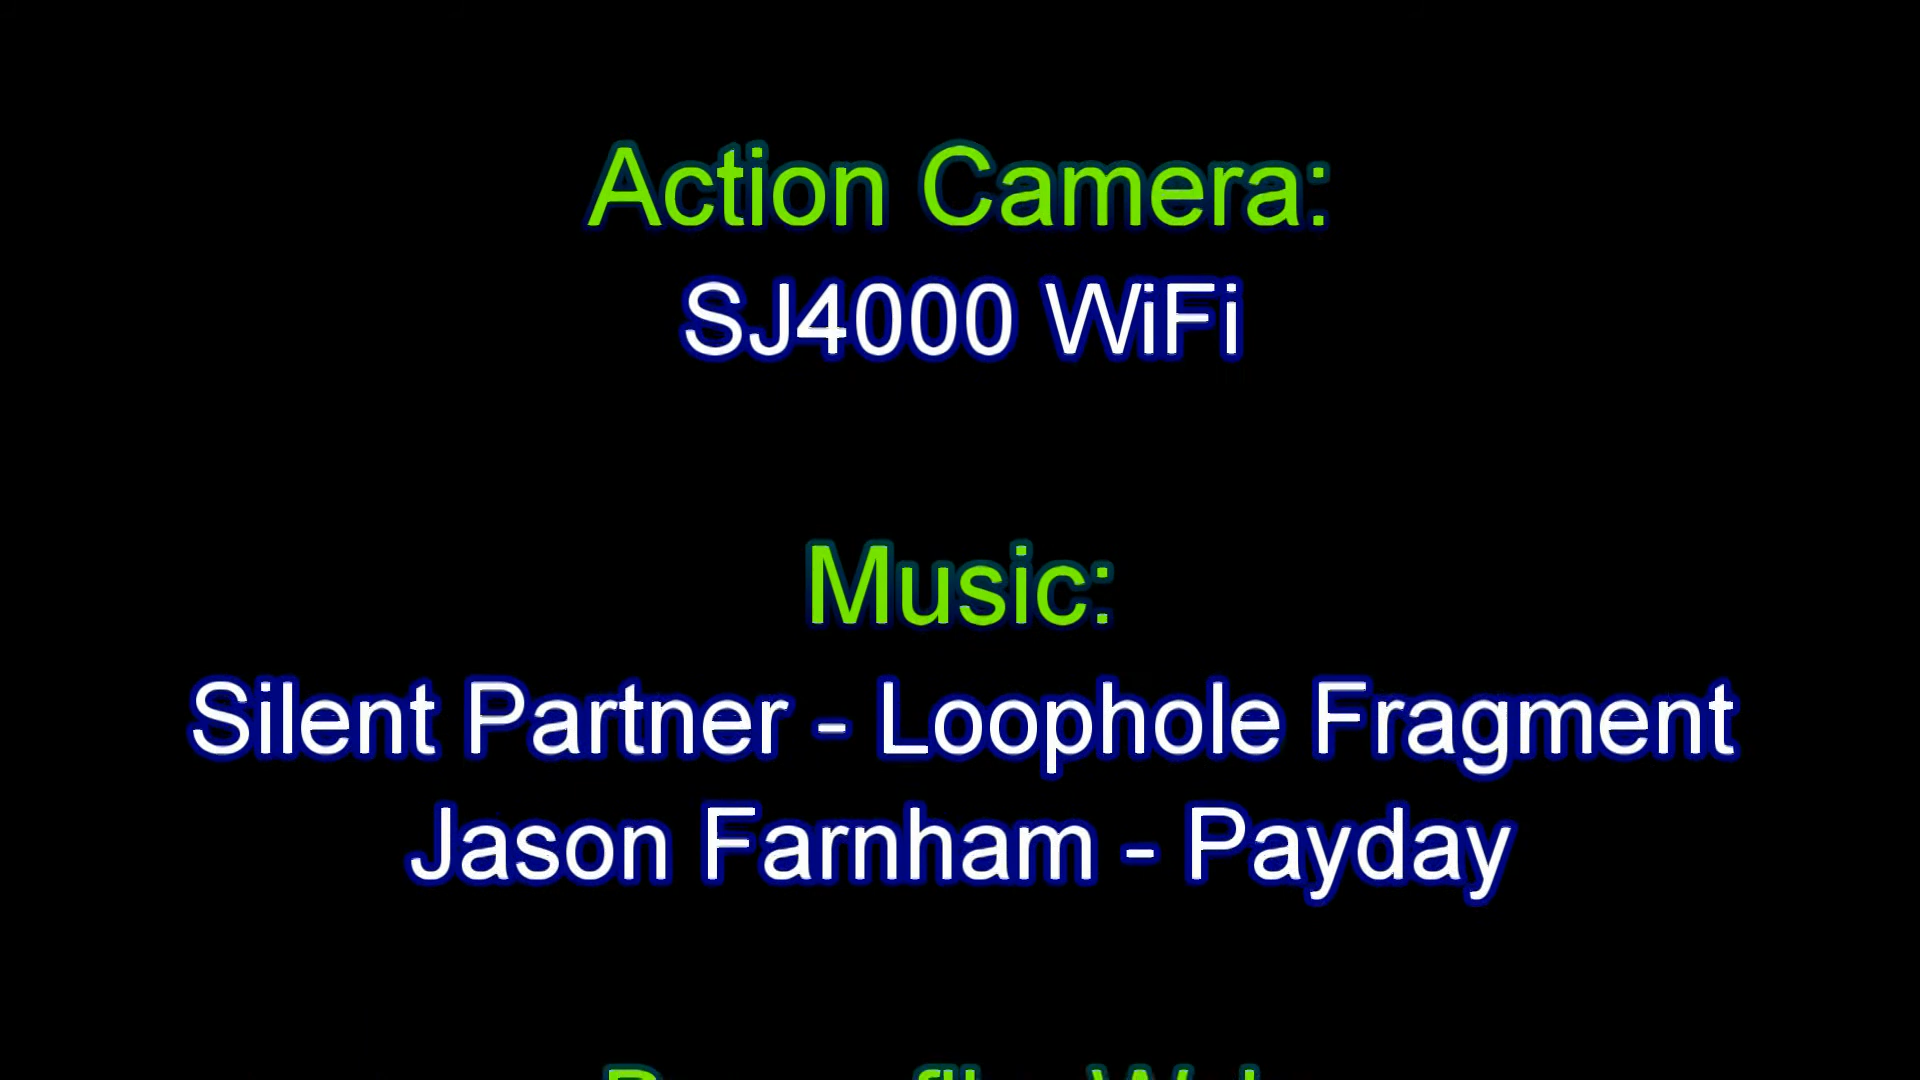 Action Camera:
SJ4000 WiFi
Music:
Silent Partner - Loophole Fragment
Jason Farnham - Payday